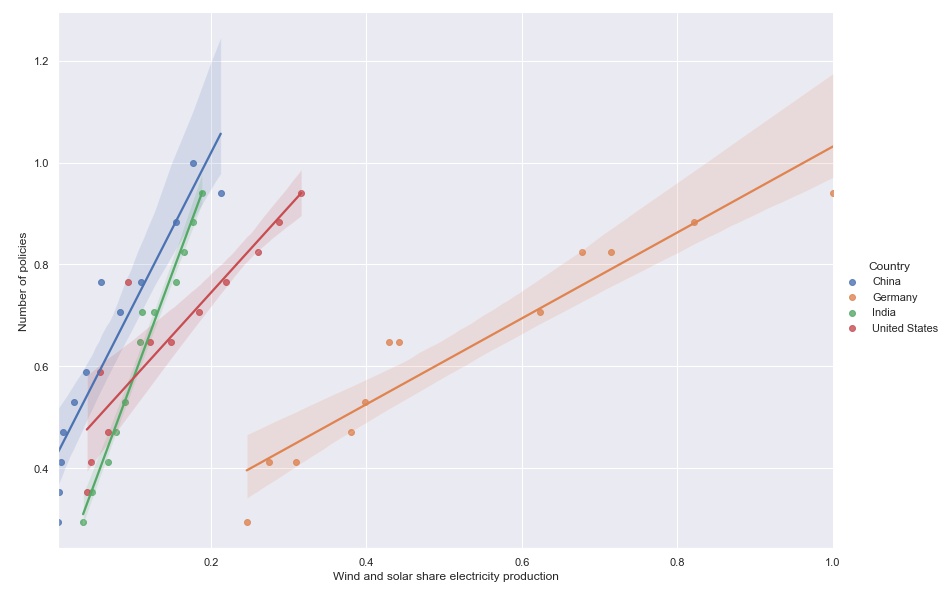 1.2
1.0
0.8
0.6
0.4
Number of policies
0.2
0.4
0.6
0.8
1.0
Wind and solar share electricity production
Country
China
Germany
India
United States